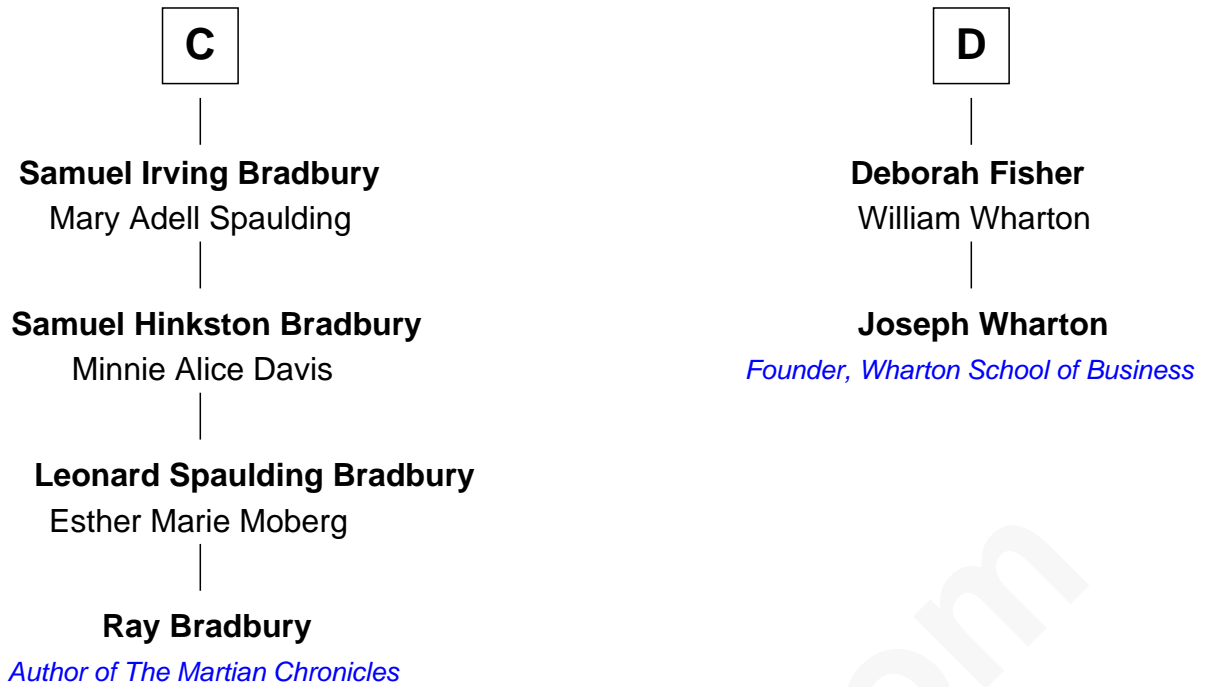 C
Samuel Irving Bradbury
Mary Adell Spaulding
Samuel Hinkston Bradbury
Minnie Alice Davis
Leonard Spaulding Bradbury
Esther Marie Moberg
Ray Bradbury
Author of The Martian Chronicles
D
Deborah Fisher
William Wharton
Joseph Wharton
Founder, Wharton School of Business
om